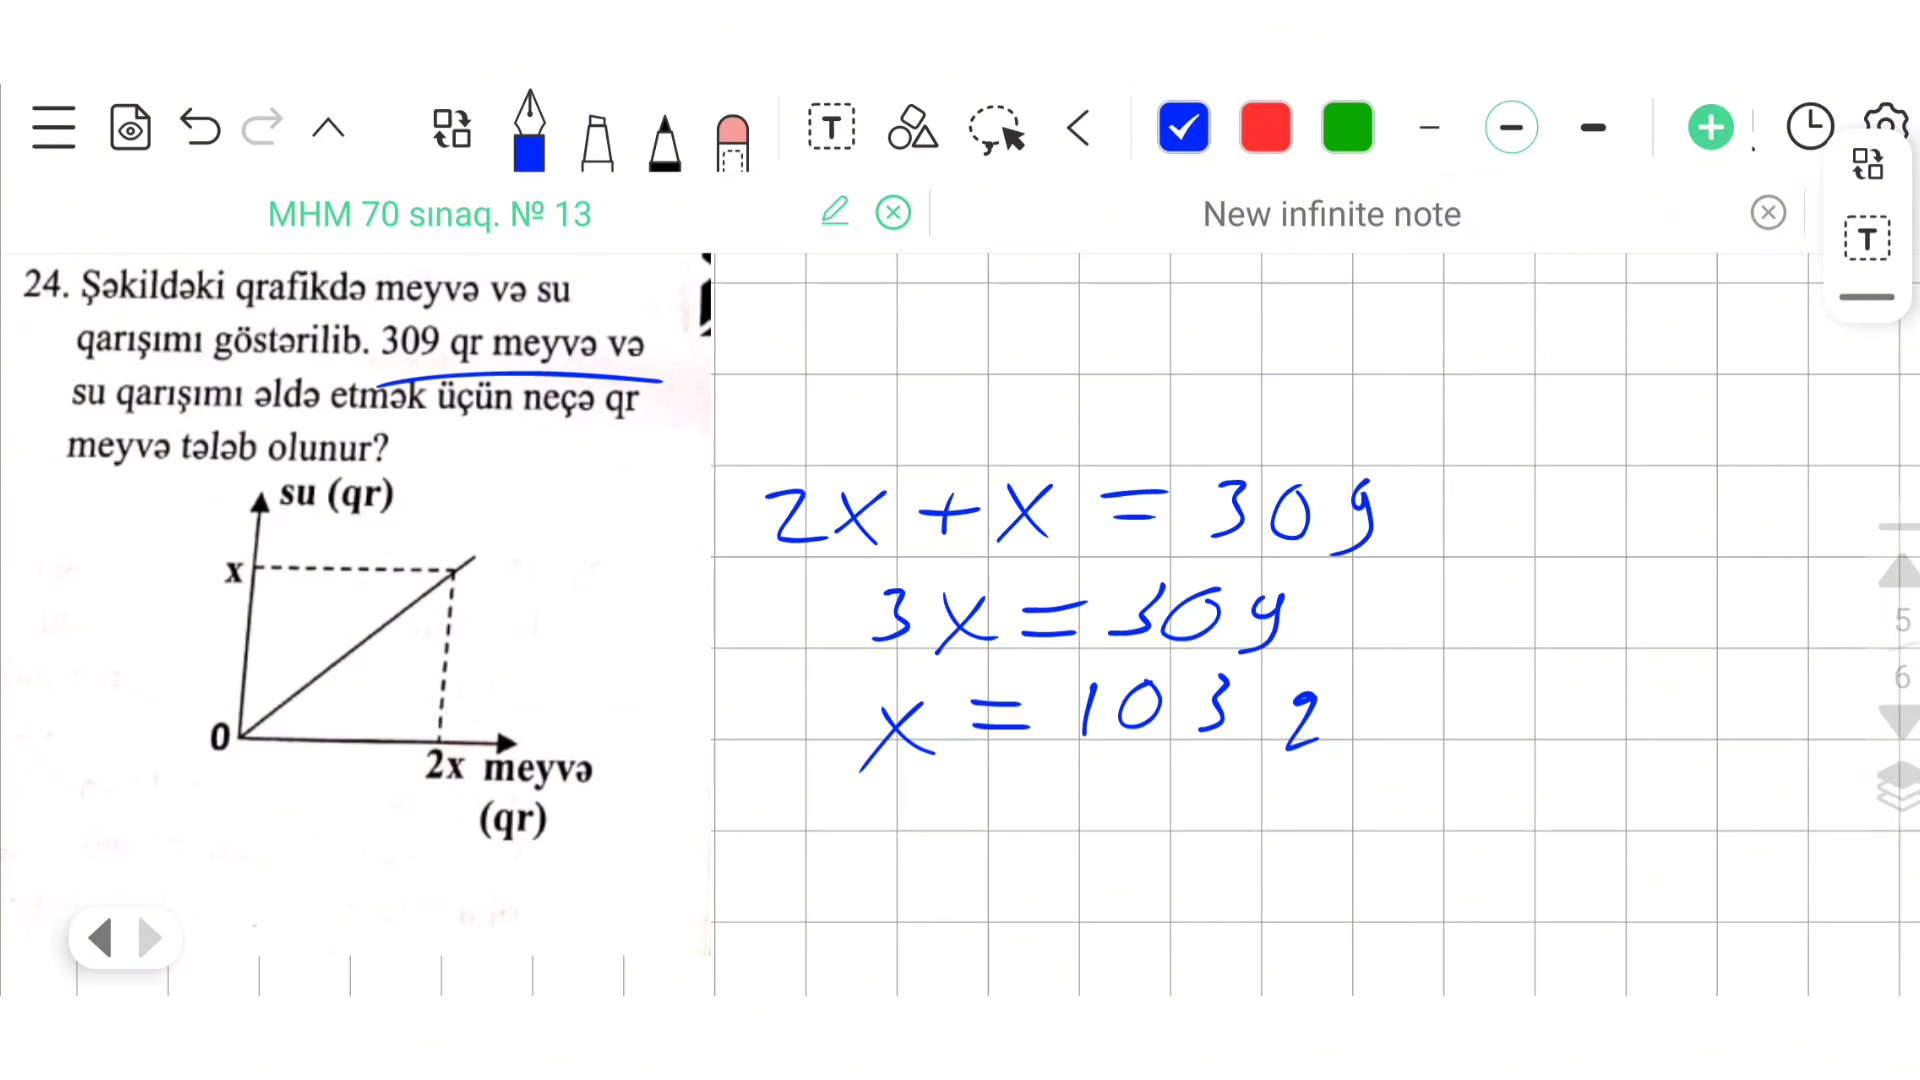 MHM 70 sınaq. № 13
New infinite note
24. Şəkildəki qrafikdə meyvə və su
qarışımı göstərilib. 309 qr meyvə və
su qarışımı əldə etmək üçün neçə qr
meyvə tələb olunur?
su (qr)
x
0
2x meyvə
(qr)
2x + x = 309
3x = 309
x = 103 2
T
T
5
6